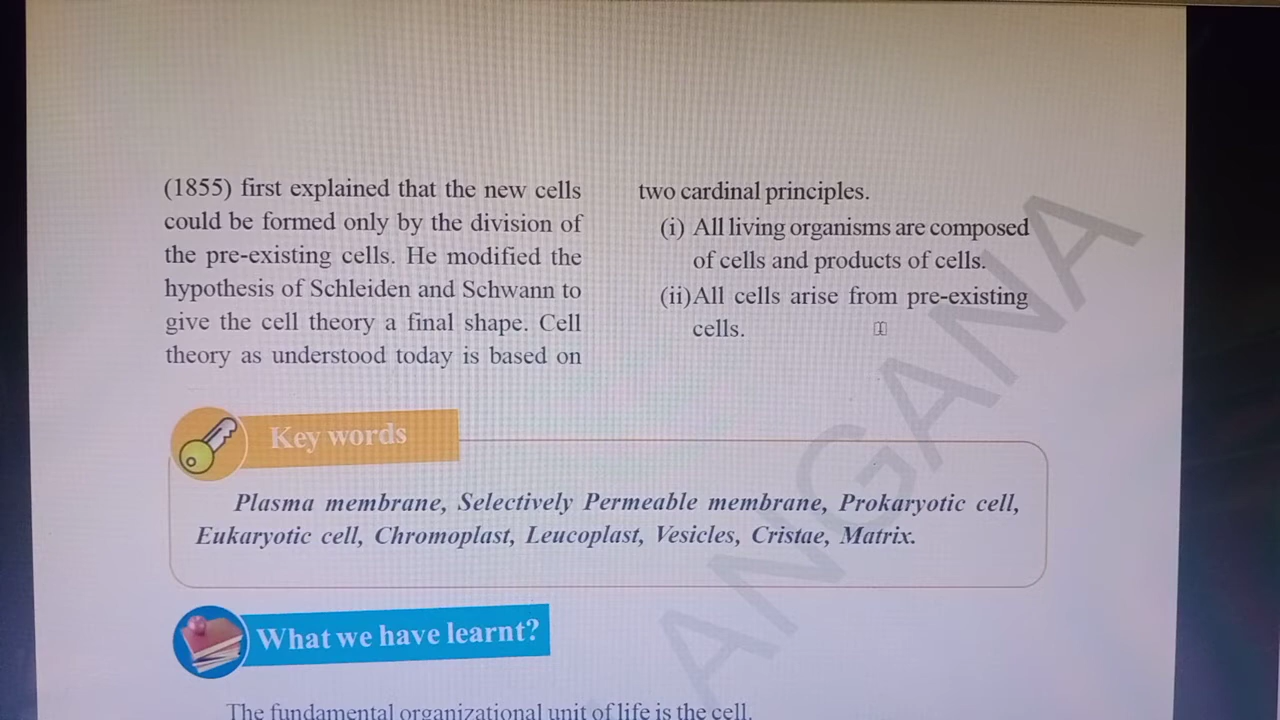 (1855) first explained that the new cells
could be formed only by the division of
the pre-existing cells. He modified the
hypothesis of Schleiden and Schwann to
give the cell theory a final shape. Cell
theory as understood today is based on
two cardinal principles.
(i) All living organisms are composed
of cells and products of cells.
(ii)All cells arise from pre-existing
cells.
Key words
Plasma membrane, Selectively Permeable membrane, Prokaryotic cell,
Eukaryotic cell, Chromoplast, Leucoplast, Vesicles, Cristae, Matrix.
What we have learnt?
The fundamental organizational unit of life is the cell.
ANGANA